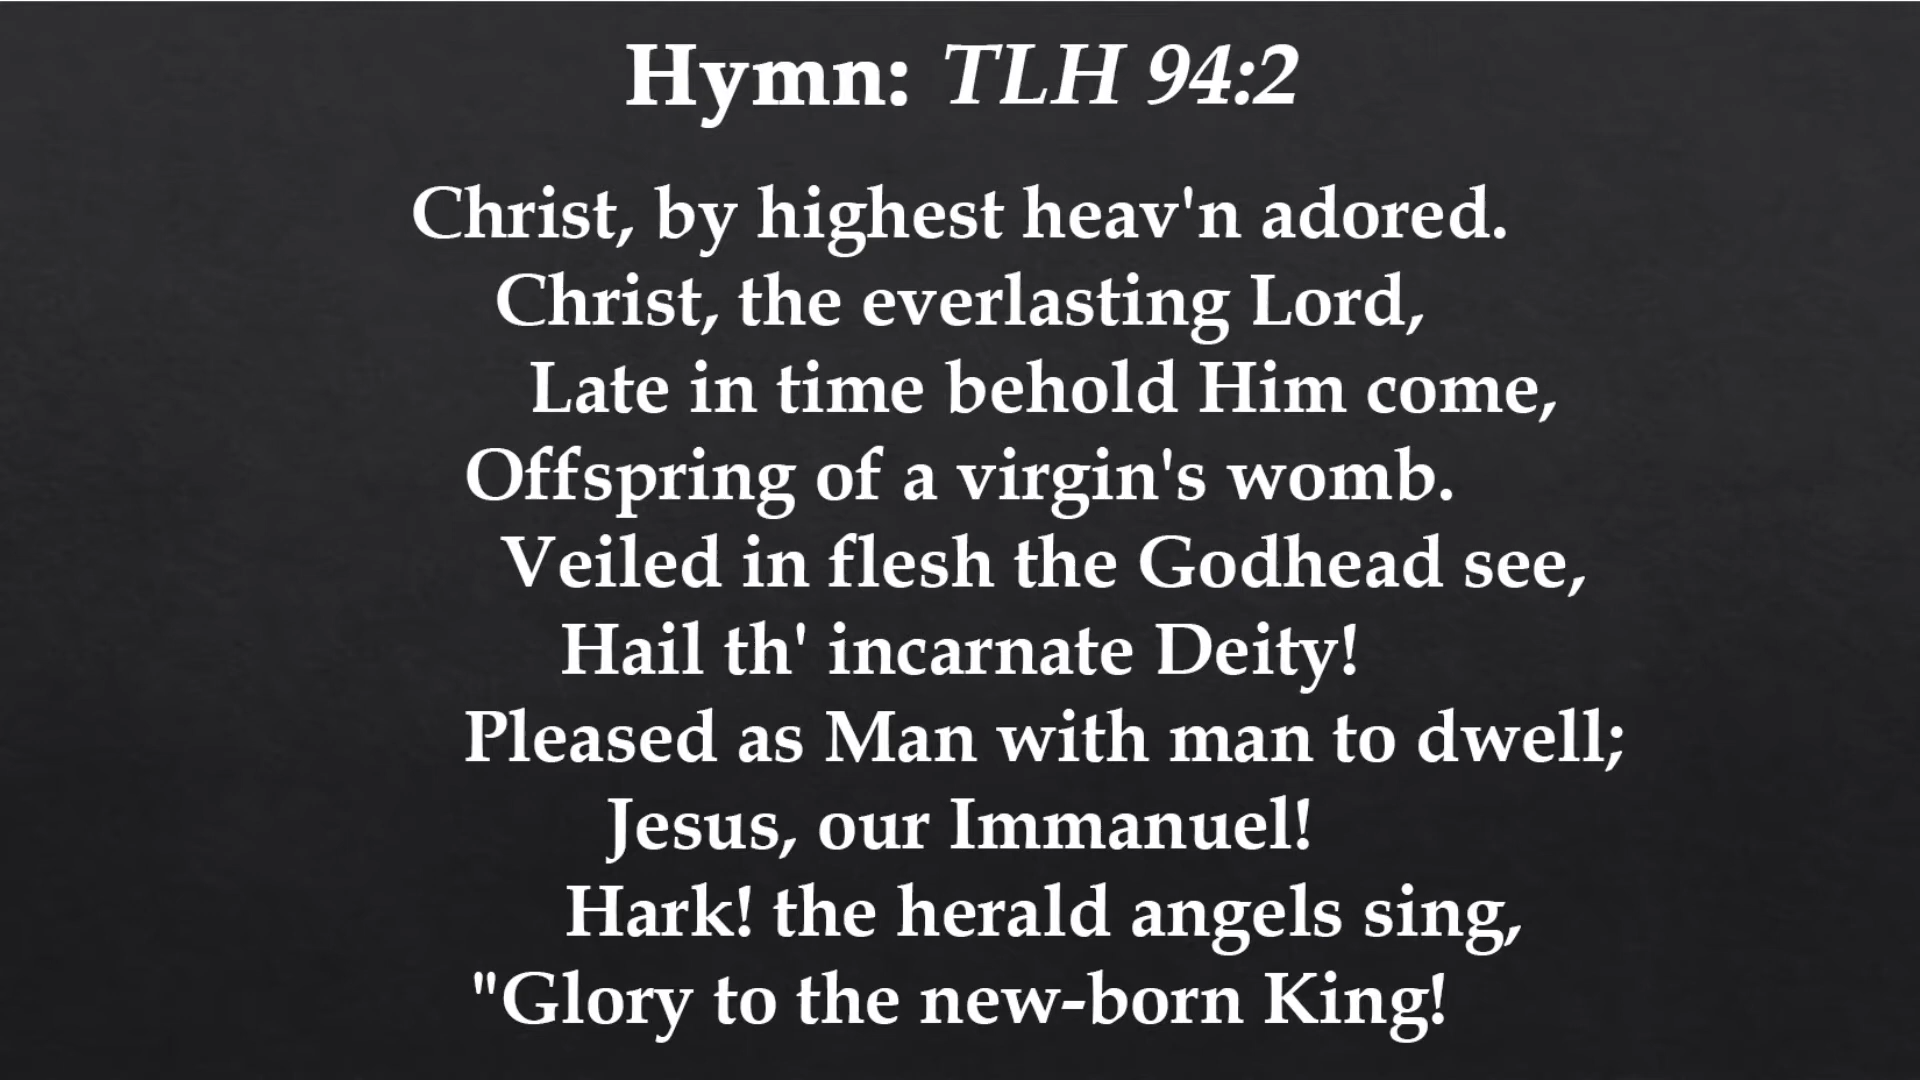 Hymn: TLH 94:2
Christ, by highest heav'n adored.
Christ, the everlasting Lord,
Late in time behold Him come,
Offspring of a virgin's womb.
Veiled in flesh the Godhead see,
Hail th' incarnate Deity!
Pleased as Man with man to dwell;
Jesus, our Immanuel!
Hark! the herald angels sing,
"Glory to the new-born King!